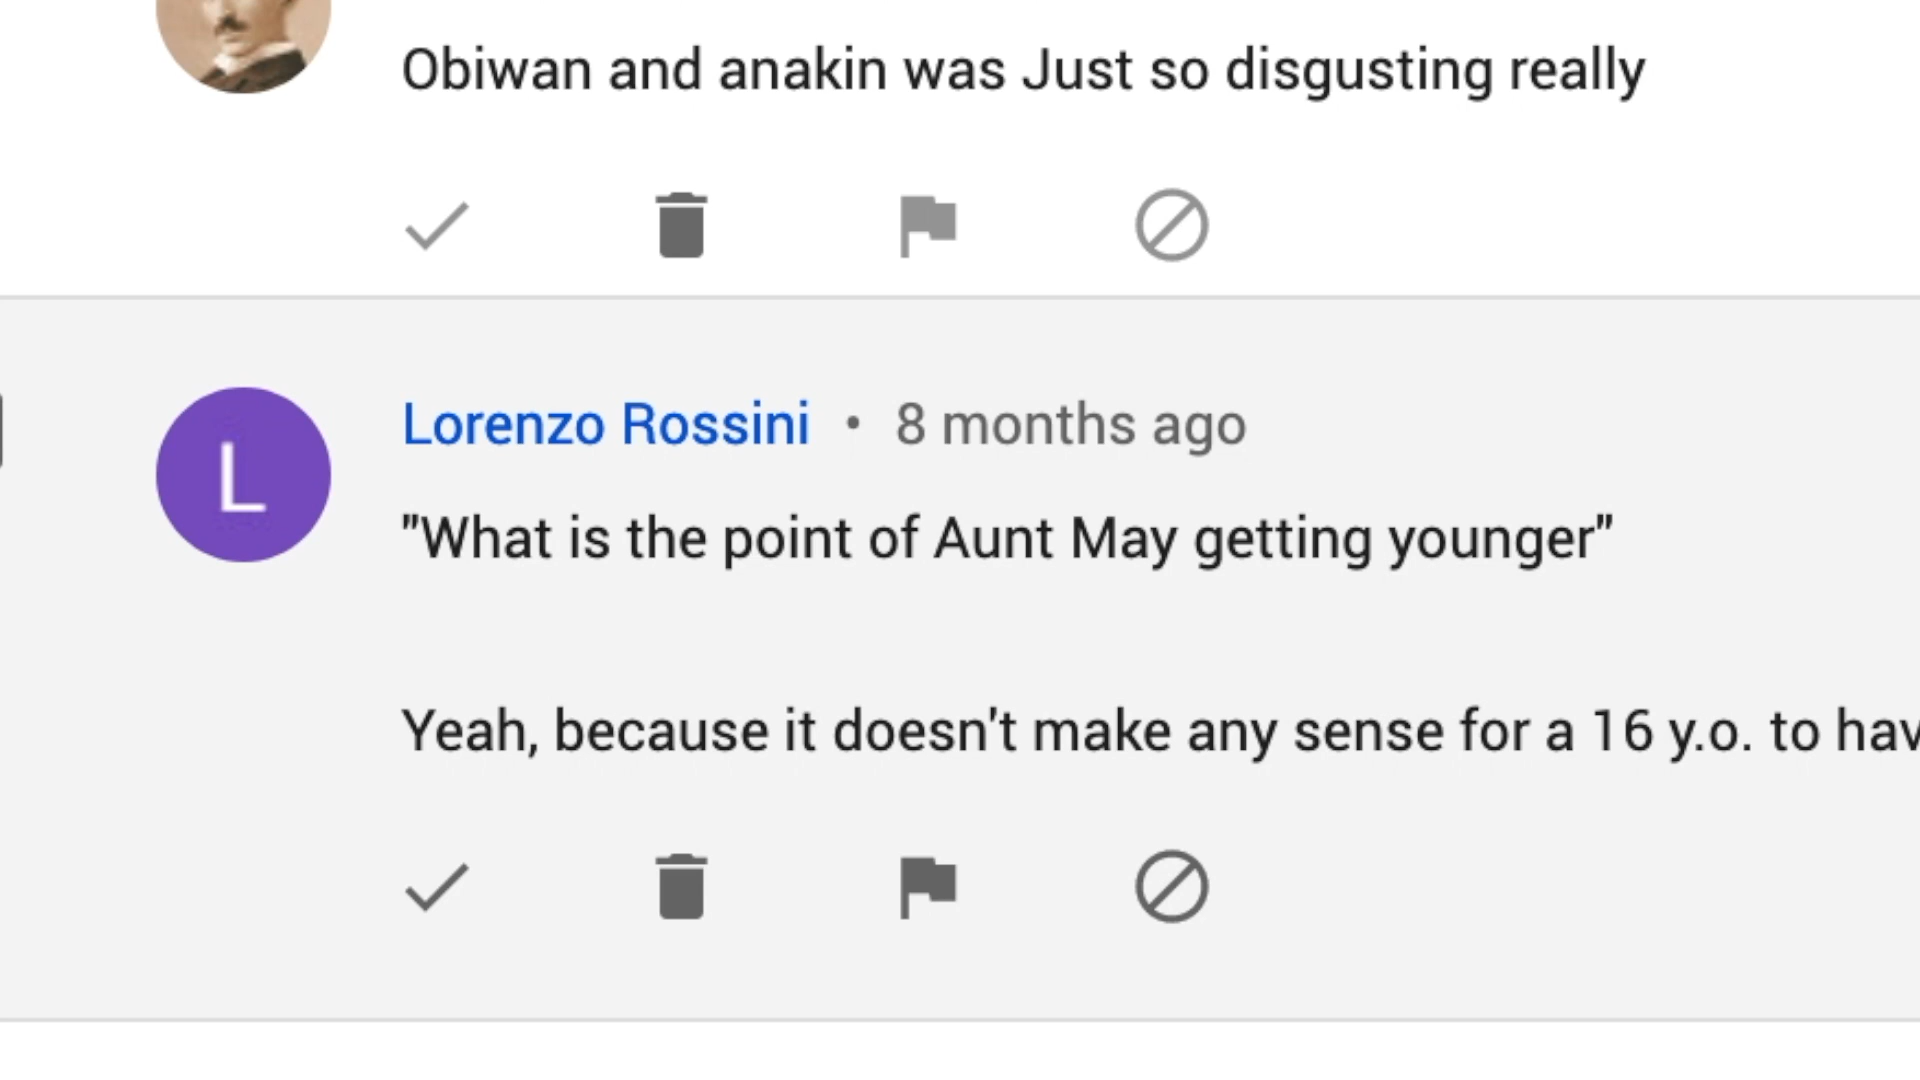 Obiwan and anakin was Just so disgusting really
L
Lorenzo Rossini • 8 months ago
"What is the point of Aunt May getting younger"
Yeah, because it doesn't make any sense for a 16 y.o. to hav